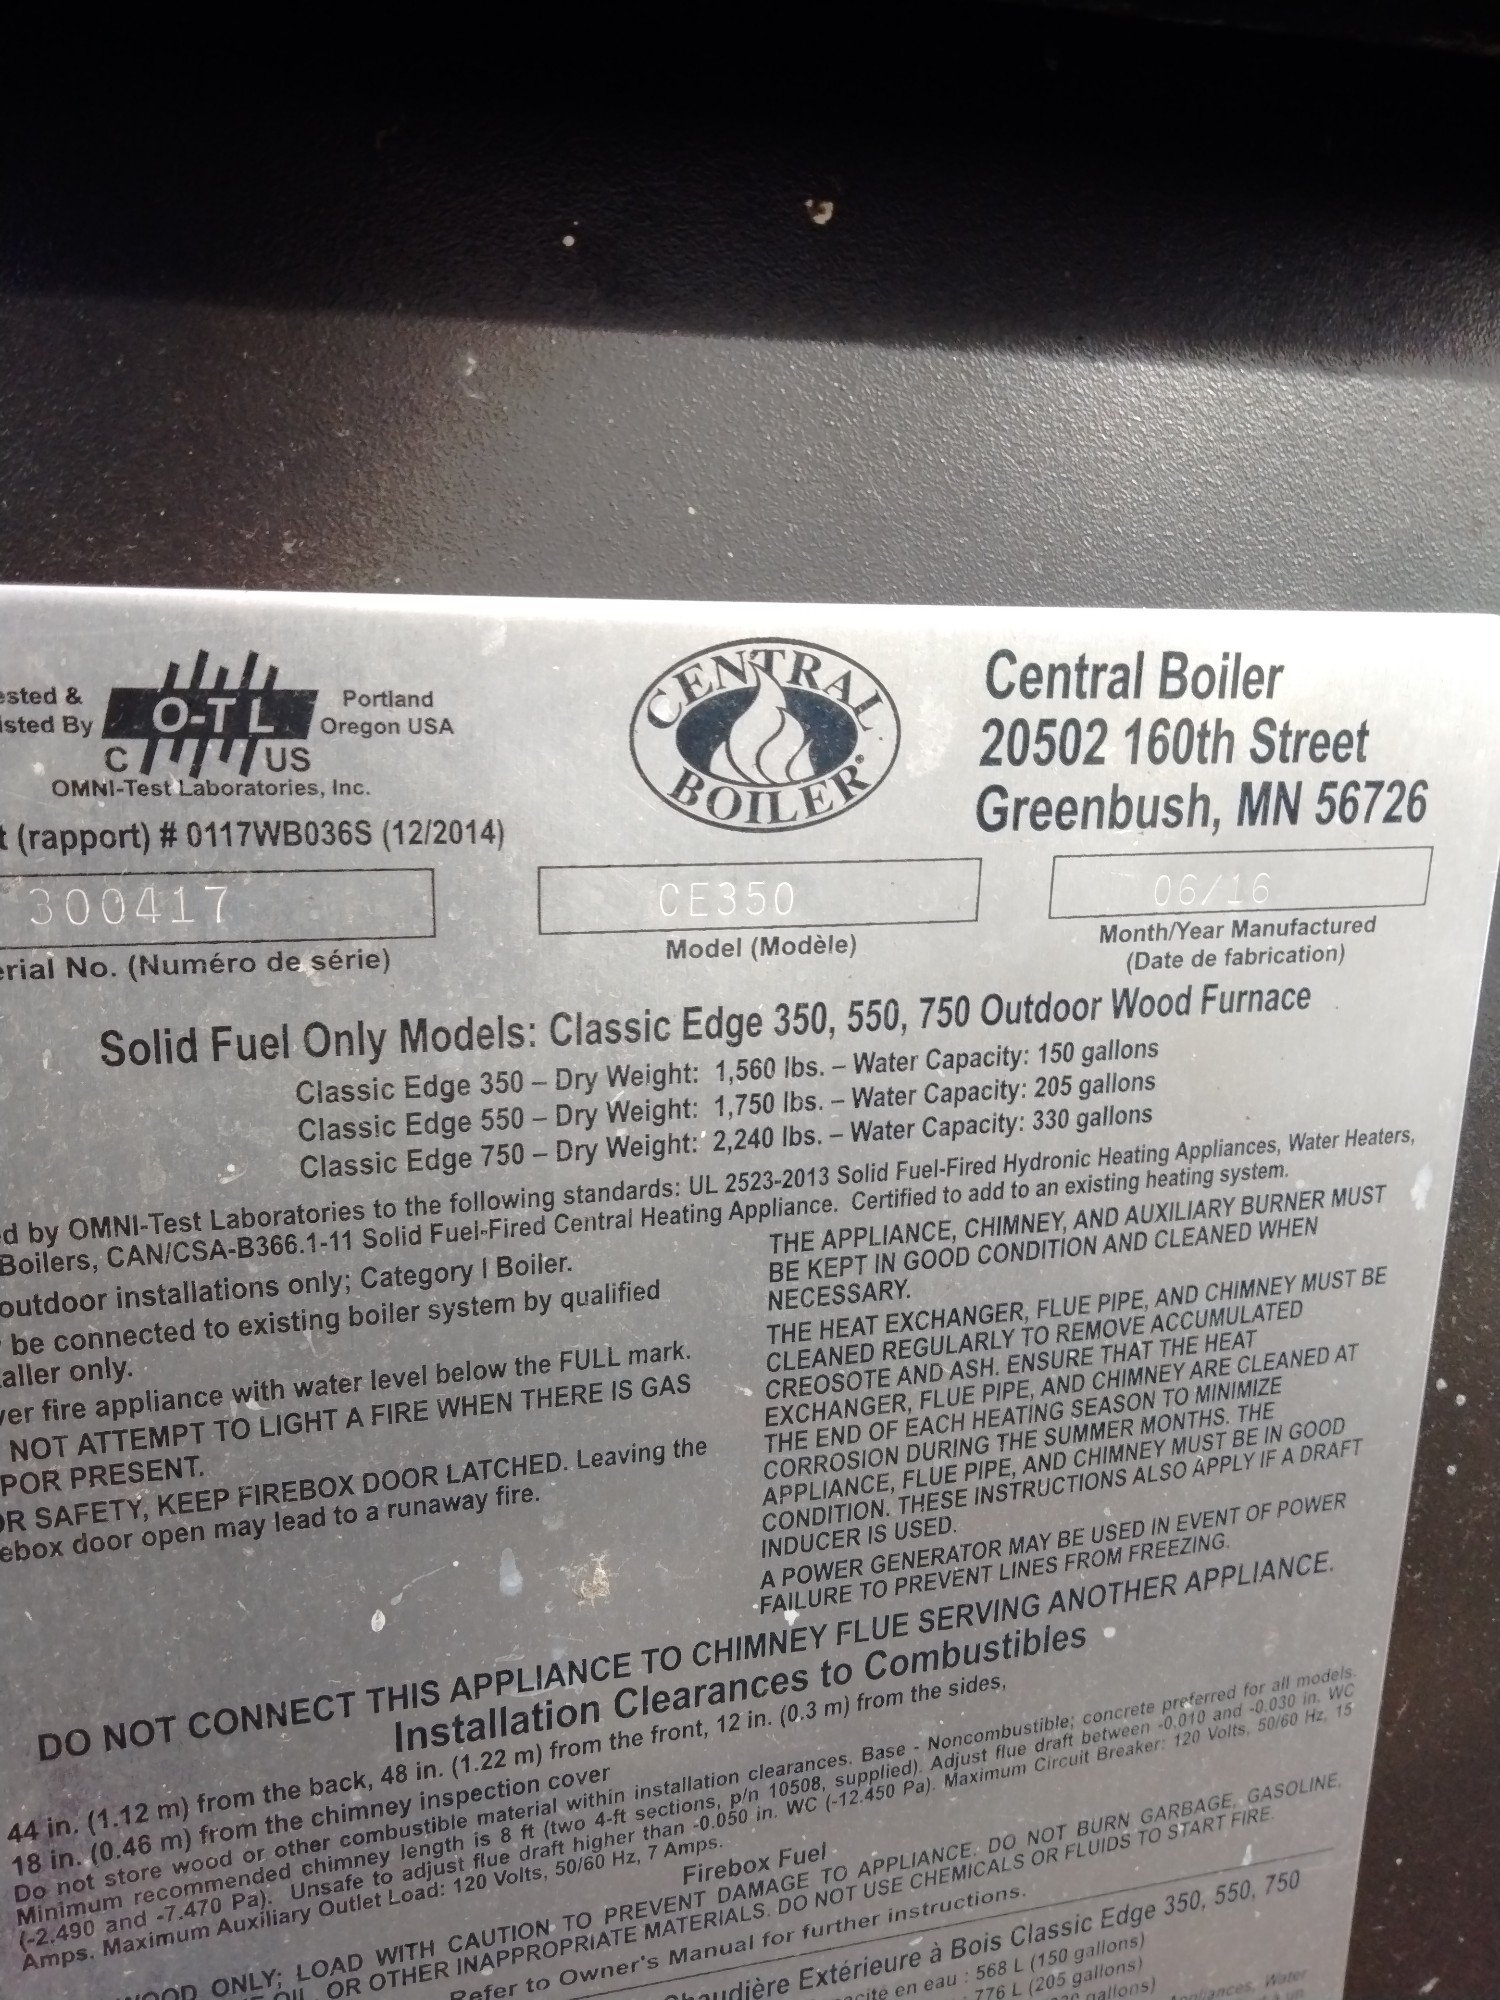 ested &
isted By
O-TL
C US
Portland
Oregon USA
OMNI-Test Laboratories, Inc.
t (rapport) # 0117WB036S (12/2014)
CENTRAL
BOILER®
Central Boiler
20502 160th Street
Greenbush, MN 56726
300417
erial No. (Numéro de série)
CE350
Model (Modèle)
06/16
Month/Year Manufactured
(Date de fabrication)
Solid Fuel Only Models: Classic Edge 350, 550, 750 Outdoor Wood Furnace
Classic Edge 350 – Dry Weight: 1,560 lbs. – Water Capacity: 150 gallons
Classic Edge 550 – Dry Weight: 1,750 lbs. – Water Capacity: 205 gallons
Classic Edge 750 – Dry Weight: 2,240 lbs. – Water Capacity: 330 gallons
d by OMNI-Test Laboratories to the following standards: UL 2523-2013 Solid Fuel-Fired Hydronic Heating Appliances, Water Heaters,
Boilers, CAN/CSA-B366.1-11 Solid Fuel-Fired Central Heating Appliance. Certified to add to an existing heating system.
outdoor installations only; Category I Boiler.
be connected to existing boiler system by qualified
aller only.
ver fire appliance with water level below the FULL mark.
NOT ATTEMPT TO LIGHT A FIRE WHEN THERE IS GAS
POR PRESENT.
OR SAFETY, KEEP FIREBOX DOOR LATCHED. Leaving the
ebox door open may lead to a runaway fire.
THE APPLIANCE, CHIMNEY, AND AUXILIARY BURNER MUST
BE KEPT IN GOOD CONDITION AND CLEANED WHEN
NECESSARY.
THE HEAT EXCHANGER, FLUE PIPE, AND CHIMNEY MUST BE
CLEANED REGULARLY TO REMOVE ACCUMULATED
CREOSOTE AND ASH. ENSURE THAT THE HEAT
EXCHANGER, FLUE PIPE, AND CHIMNEY ARE CLEANED AT
THE END OF EACH HEATING SEASON TO MINIMIZE
CORROSION DURING THE SUMMER MONTHS. THE
APPLIANCE, FLUE PIPE, AND CHIMNEY MUST BE IN GOOD
CONDITION. THESE INSTRUCTIONS ALSO APPLY IF A DRAFT
INDUCER IS USED.
A POWER GENERATOR MAY BE USED IN EVENT OF POWER
FAILURE TO PREVENT LINES FROM FREEZING.
DO NOT CONNECT THIS APPLIANCE TO CHIMNEY FLUE SERVING ANOTHER APPLIANCE.
Installation Clearances to Combustibles
44 in. (1.12 m) from the back, 48 in. (1.22 m) from the front, 12 in. (0.3 m) from the sides,
18 in. (0.46 m) from the chimney inspection cover
Do not store wood or other combustible material within installation clearances. Base - Noncombustible; concrete preferred for all models.
Minimum recommended chimney length is 8 ft (two 4-ft sections, p/n 10508, supplied). Adjust flue draft between -0.010 and -0.030 in. WC
(-2.490 and -7.470 Pa). Unsafe to adjust flue draft higher than -0.050 in. WC (-12.450 Pa). Maximum Circuit Breaker: 120 Volts, 50/60 Hz, 15
Amps. Maximum Auxiliary Outlet Load: 120 Volts, 50/60 Hz, 7 Amps.
Firebox Fuel
WOOD ONLY; LOAD WITH CAUTION TO PREVENT DAMAGE TO APPLIANCE. DO NOT BURN GARBAGE, GASOLINE,
OIL, OR OTHER INAPPROPRIATE MATERIALS. DO NOT USE CHEMICALS OR FLUIDS TO START FIRE.
Refer to Owner's Manual for further instructions.
haudière Extérieure à Bois Classic Edge 350, 550, 750
cité en eau : 568 L (150 gallons)
776 L (205 gallons)
gallons)